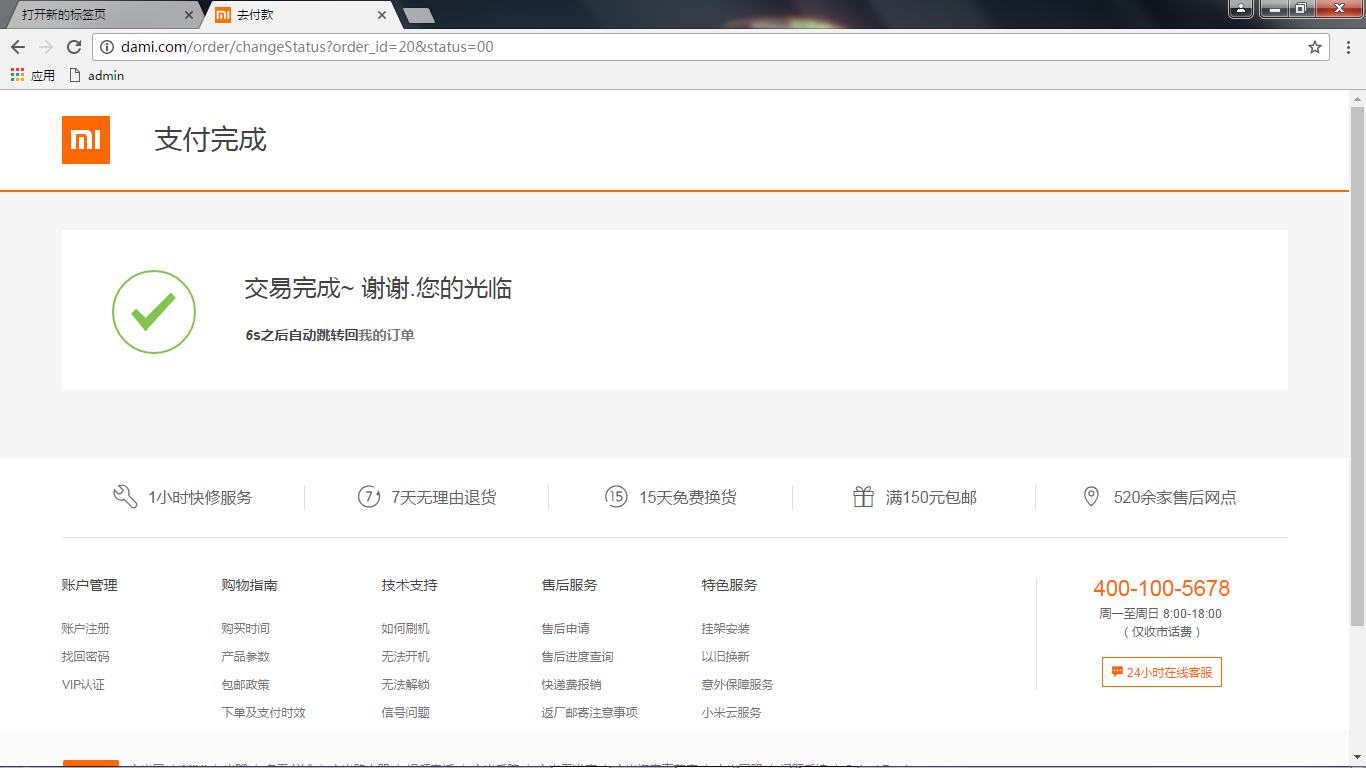 打开新的标签页
去付款
dami.com/order/changeStatus?order_id=20&status=00
应用
admin
mi
支付完成
交易完成~ 谢谢.您的光临
6s之后自动跳转回我的订单
1小时快修服务
7
7天无理由退货
15
15天免费换货
满150元包邮
520余家售后网点
账户管理
账户注册
找回密码
VIP认证
购物指南
购买时间
产品参数
包邮政策
下单及支付时效
技术支持
如何刷机
无法开机
无法解锁
信号问题
售后服务
售后申请
售后进度查询
快递费报销
返厂邮寄注意事项
特色服务
挂架安装
以旧换新
意外保障服务
小米云服务
400-100-5678
周一至周日 8:00-18:00
（仅收市话费）
24小时在线客服